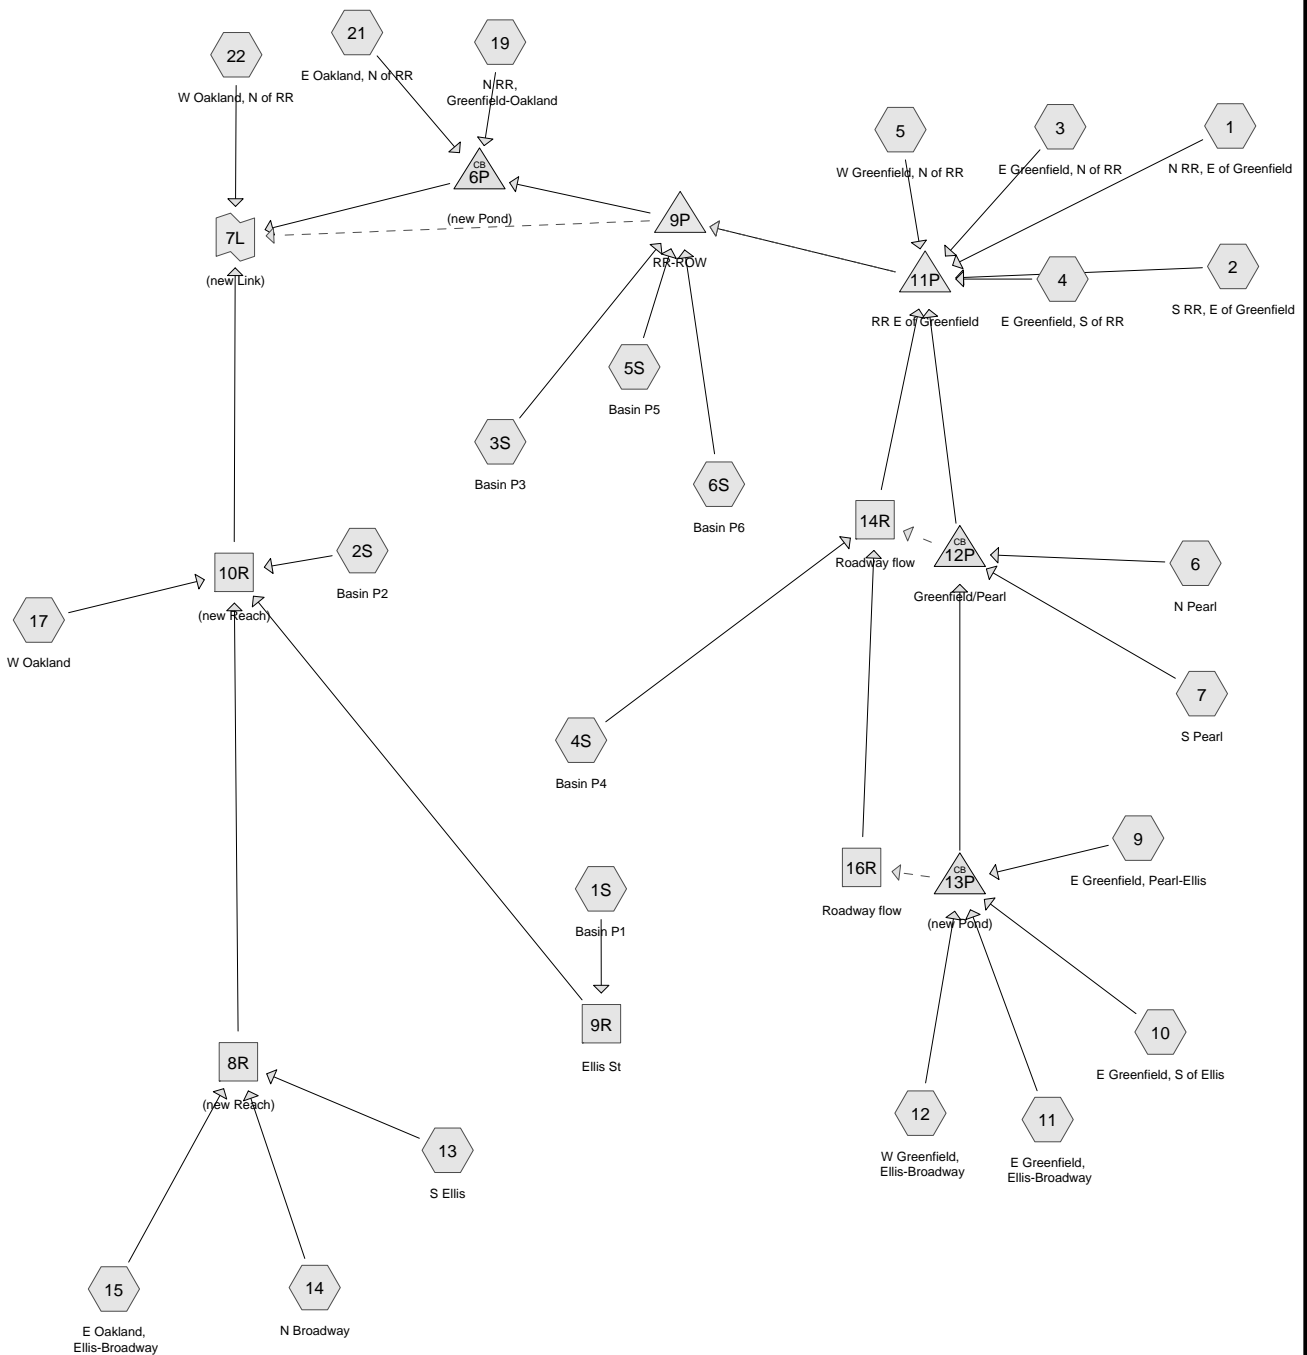 22
W Oakland, N of RR
21
E Oakland, N of RR
19
N RR,
Greenfield-Oakland
5
W Greenfield, N of RR
3
E Greenfield, N of RR
1
N RR, E of Greenfield
CB
6P
(new Pond)
9P
RR-ROW
7L
(new Link)
11P
RR E of Greenfield
4
E Greenfield, S of RR
2
S RR, E of Greenfield
5S
Basin P5
3S
Basin P3
6S
Basin P6
14R
Roadway flow
CB
12P
Greenfield/Pearl
6
N Pearl
10R
(new Reach)
2S
Basin P2
17
W Oakland
7
S Pearl
4S
Basin P4
16R
Roadway flow
CB
13P
(new Pond)
9
E Greenfield, Pearl-Ellis
1S
Basin P1
9R
Ellis St
10
E Greenfield, S of Ellis
8R
(new Reach)
12
W Greenfield,
Ellis-Broadway
11
E Greenfield,
Ellis-Broadway
13
S Ellis
15
E Oakland,
Ellis-Broadway
14
N Broadway